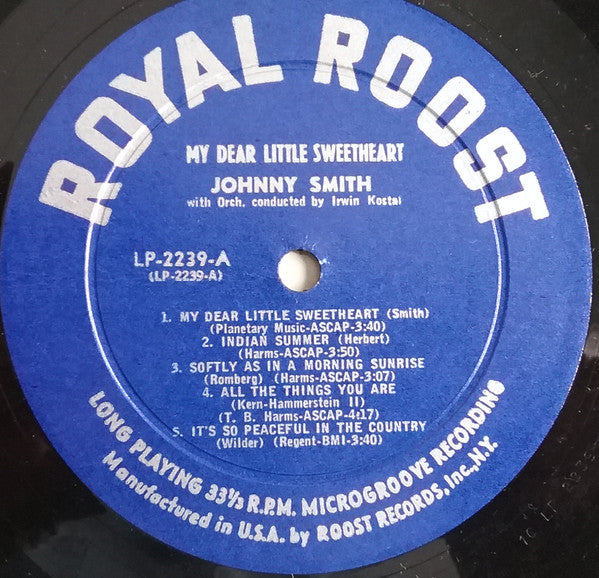 ROYAL ROOST
MY DEAR LITTLE SWEETHEART
JOHNNY SMITH
with Orch. conducted by Irwin Kostal
LP-2239-A
(LP-2239-A)
1. MY DEAR LITTLE SWEETHEART (Smith)
(Planetary Music-ASCAP-3:40)
2. INDIAN SUMMER (Herbert)
(Harms-ASCAP-3:50)
3. SOFTLY AS IN A MORNING SUNRISE
(Romberg) (Harms-ASCAP-3:07)
4. ALL THE THINGS YOU ARE
(Kern-Hammerstein II)
(T. B. Harms-ASCAP-4:17)
5. IT'S SO PEACEFUL IN THE COUNTRY
(Wilder) (Regent-BMI-3:40)
LONG PLAYING 33⅓ R.P.M. MICROGROOVE RECORDING
Manufactured in U.S.A. by ROOST RECORDS, Inc., N.Y.